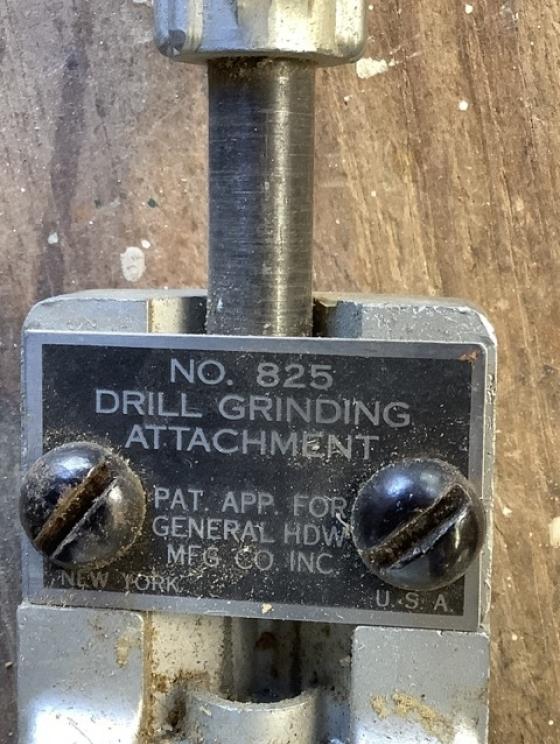 NO. 825
DRILL GRINDING
ATTACHMENT
PAT. APP. FOR
GENERAL HDW
MFG CO INC.
NEW YORK
U.S.A.